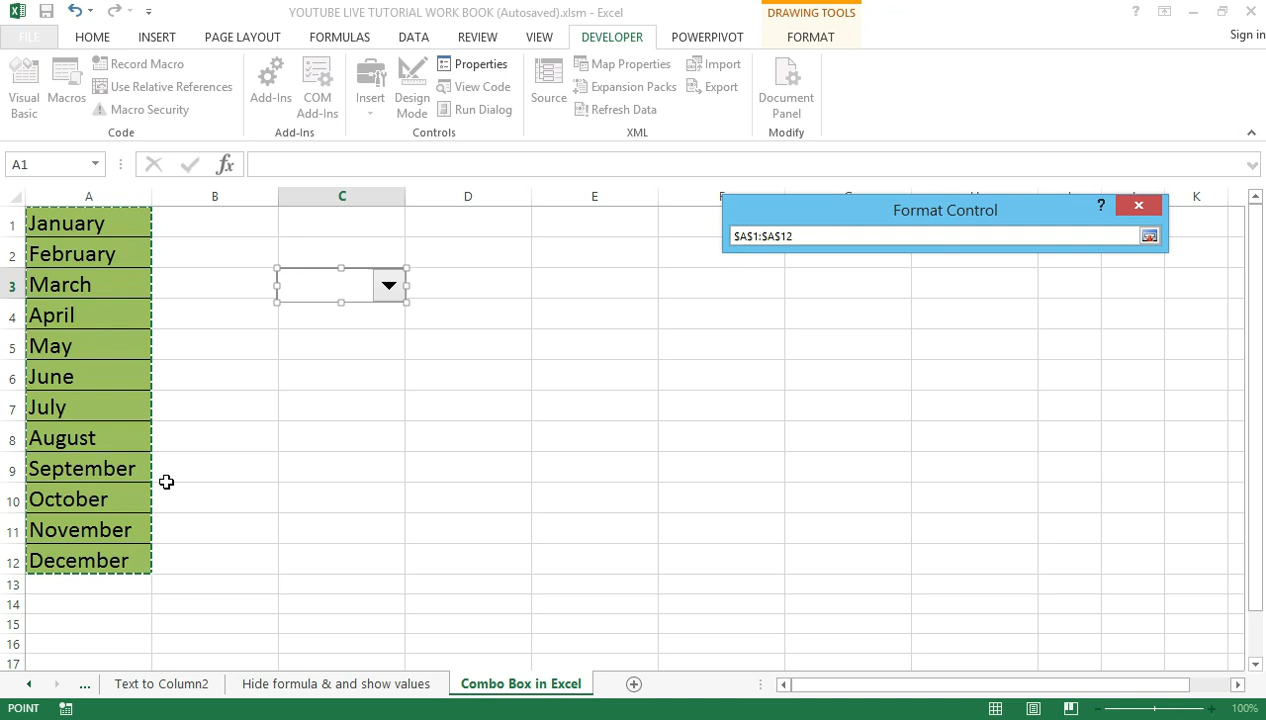 YOUTUBE LIVE TUTORIAL WORK BOOK (Autosaved).xlsm - Excel
DRAWING TOOLS
FILE HOME INSERT PAGE LAYOUT FORMULAS DATA REVIEW VIEW DEVELOPER POWERPIVOT FORMAT Sign in
Visual Basic
Macros
Record Macro
Use Relative References
Macro Security
Code
Add-Ins
COM Add-Ins
Add-Ins
Insert
Design Mode
Properties
View Code
Run Dialog
Controls
Source
Map Properties
Expansion Packs
Refresh Data
Import
Export
XML
Document Panel
Modify
A1
fx
A B C D E K
Format Control
?
$A$1:$A$12
1 January
2 February
3 March
4 April
5 May
6 June
7 July
8 August
9 September
10 October
11 November
12 December
13
14
15
16
17
... Text to Column2 Hide formula & and show values Combo Box in Excel
POINT
100%